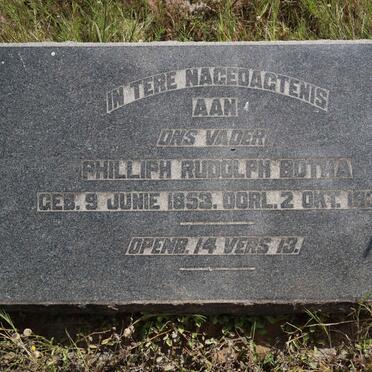 IN TERE NAGEDAGTENIS
AAN
ONS VADER
PHILLIPH RUDOLPH BOTHA
GEB. 9 JUNIE 1853. OORL. 2 OKT.
OPENB. 14 VERS 13.